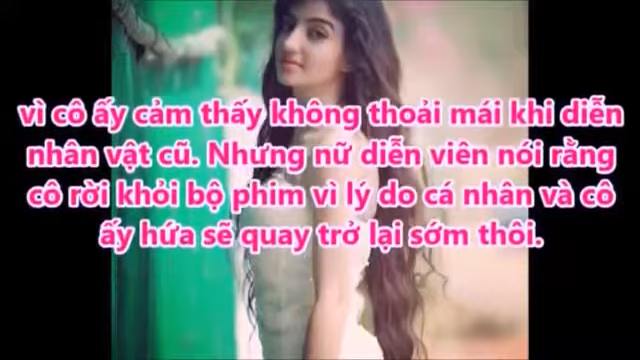 vì cô ấy cảm thấy không thoải mái khi diễn
nhân vật cũ. Nhưng nữ diễn viên nói rằng
cô rời khỏi bộ phim vì lý do cá nhân và cô
ấy hứa sẽ quay trở lại sớm thôi.